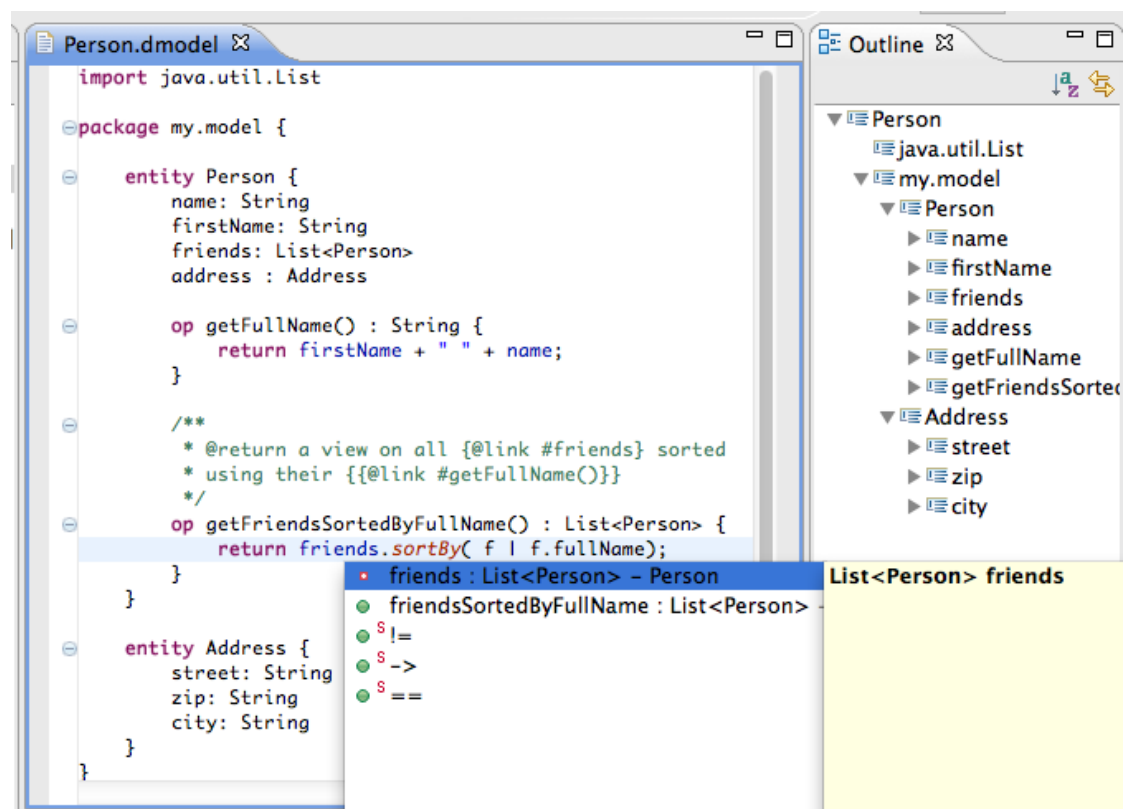 Person.dmodel
import java.util.List
package my.model {
entity Person {
name: String
firstName: String
friends: List<Person>
address : Address
op getFullName() : String {
return firstName + " " + name;
}
/**
* @return a view on all {@link #friends} sorted
* using their {{@link #getFullName()}}
*/
op getFriendsSortedByFullName() : List<Person> {
return friends.sortBy( f | f.fullName);
}
}
entity Address {
street: String
zip: String
city: String
}
}
friends : List<Person> – Person
friendsSortedByFullName : List<Person> –
S !=
S ->
S ==
List<Person> friends
Outline
a
z
Person
java.util.List
my.model
Person
name
firstName
friends
address
getFullName
getFriendsSorted
Address
street
zip
city